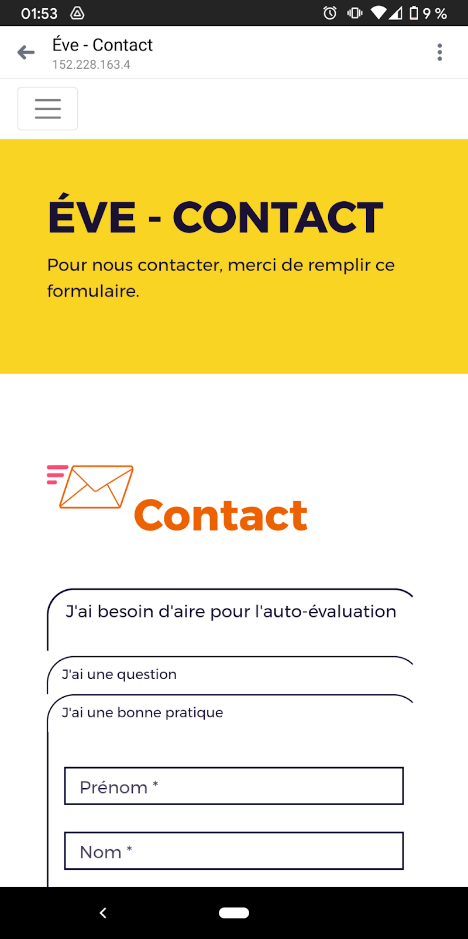 01:53 9 %
Éve - Contact
152.228.163.4
ÉVE - CONTACT
Pour nous contacter, merci de remplir ce
formulaire.
Contact
J'ai besoin d'aire pour l'auto-évaluation
J'ai une question
J'ai une bonne pratique
Prénom *
Nom *